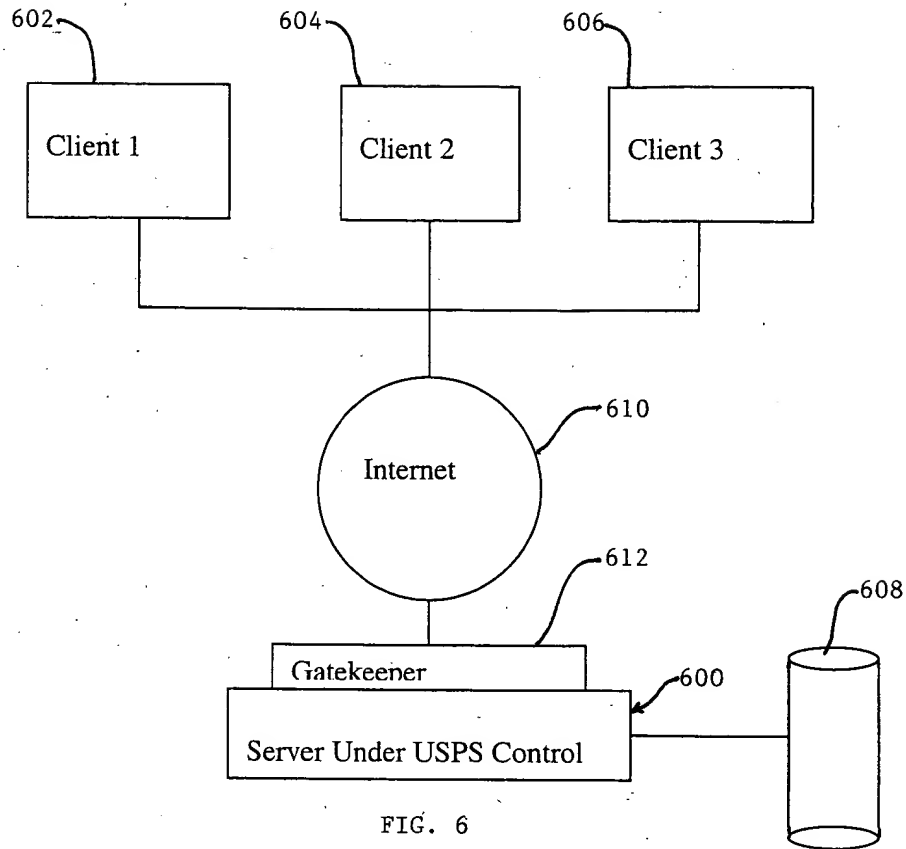 602
604
606
Client 1
Client 2
Client 3
610
Internet
612
608
Gatekeeper
600
Server Under USPS Control
FIG. 6